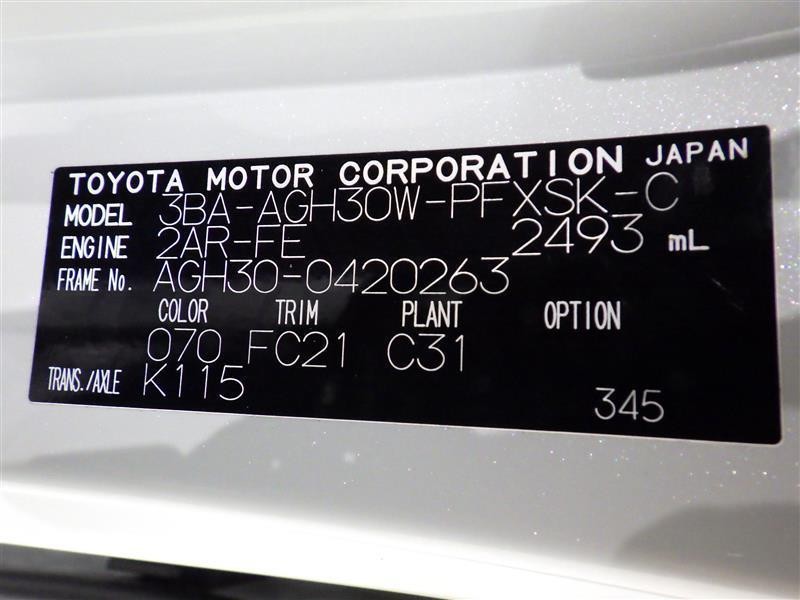 TOYOTA MOTOR CORPORATION JAPAN
MODEL 3BA-AGH30W-PFXSK-C
ENGINE 2AR-FE 2493 mL
FRAME No. AGH30-0420263
COLOR TRIM PLANT OPTION
070 FC21 C31
TRANS./AXLE K115
345